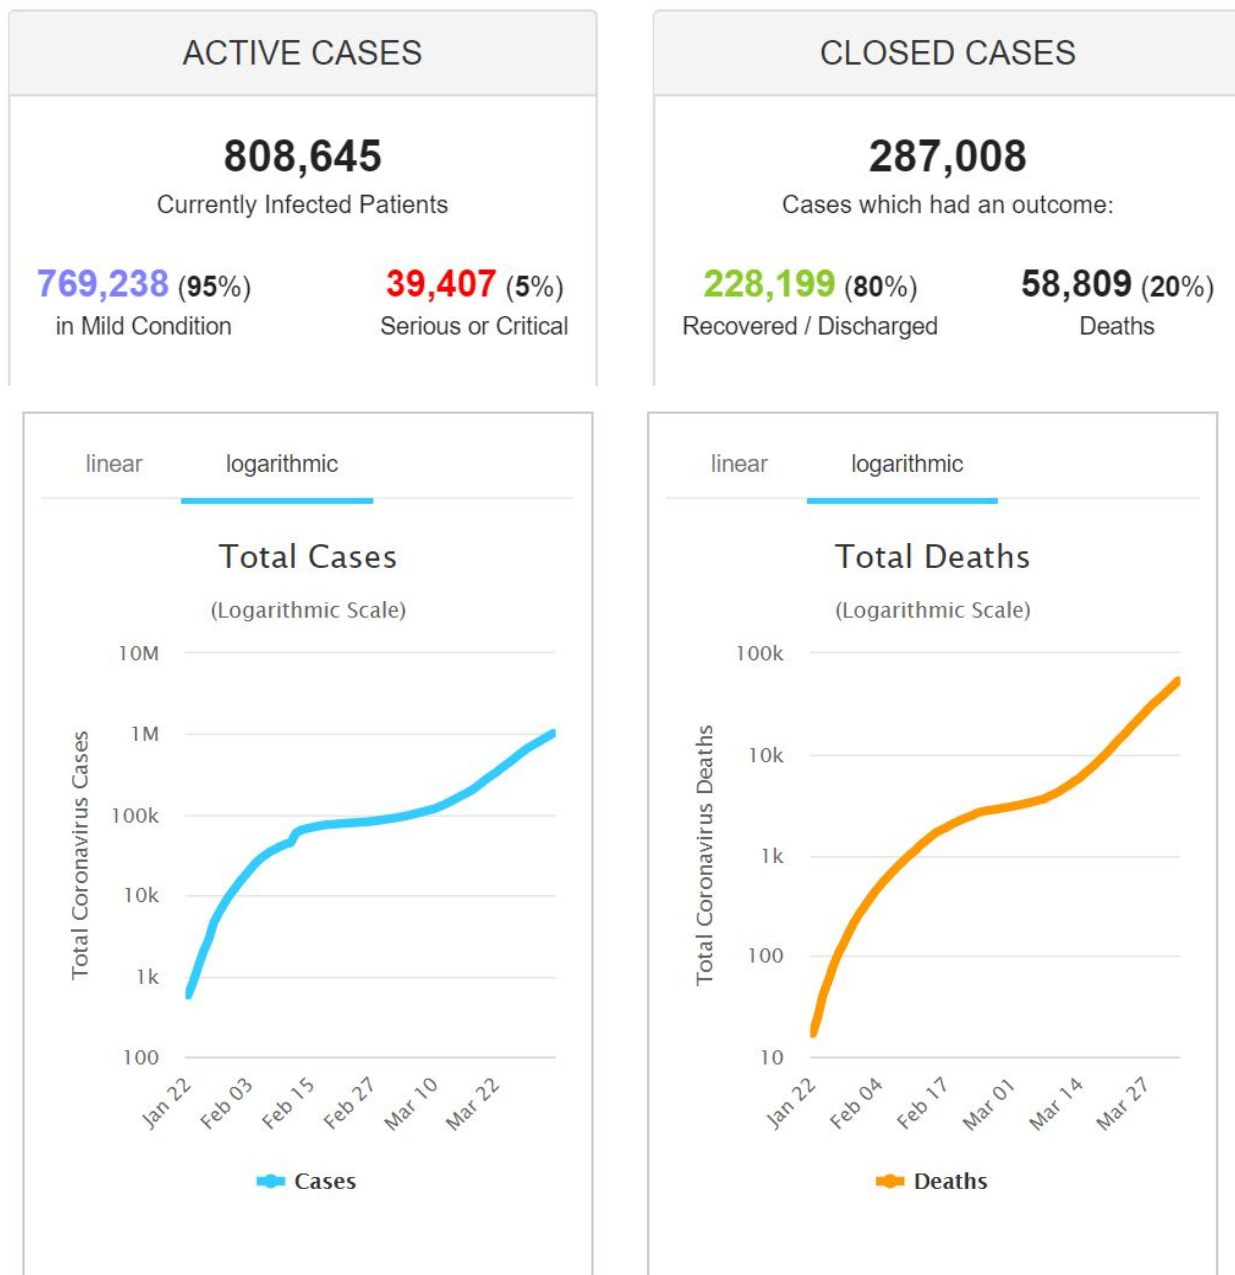 ACTIVE CASES
808,645
Currently Infected Patients
769,238 (95%)
in Mild Condition
39,407 (5%)
Serious or Critical
CLOSED CASES
287,008
Cases which had an outcome:
228,199 (80%)
Recovered / Discharged
58,809 (20%)
Deaths
linear
logarithmic
Total Cases
(Logarithmic Scale)
Total Coronavirus Cases
10M
1M
100k
10k
1k
100
Jan 22
Feb 03
Feb 15
Feb 27
Mar 10
Mar 22
Cases
linear
logarithmic
Total Deaths
(Logarithmic Scale)
Total Coronavirus Deaths
100k
10k
1k
100
10
Jan 22
Feb 04
Feb 17
Mar 01
Mar 14
Mar 27
Deaths